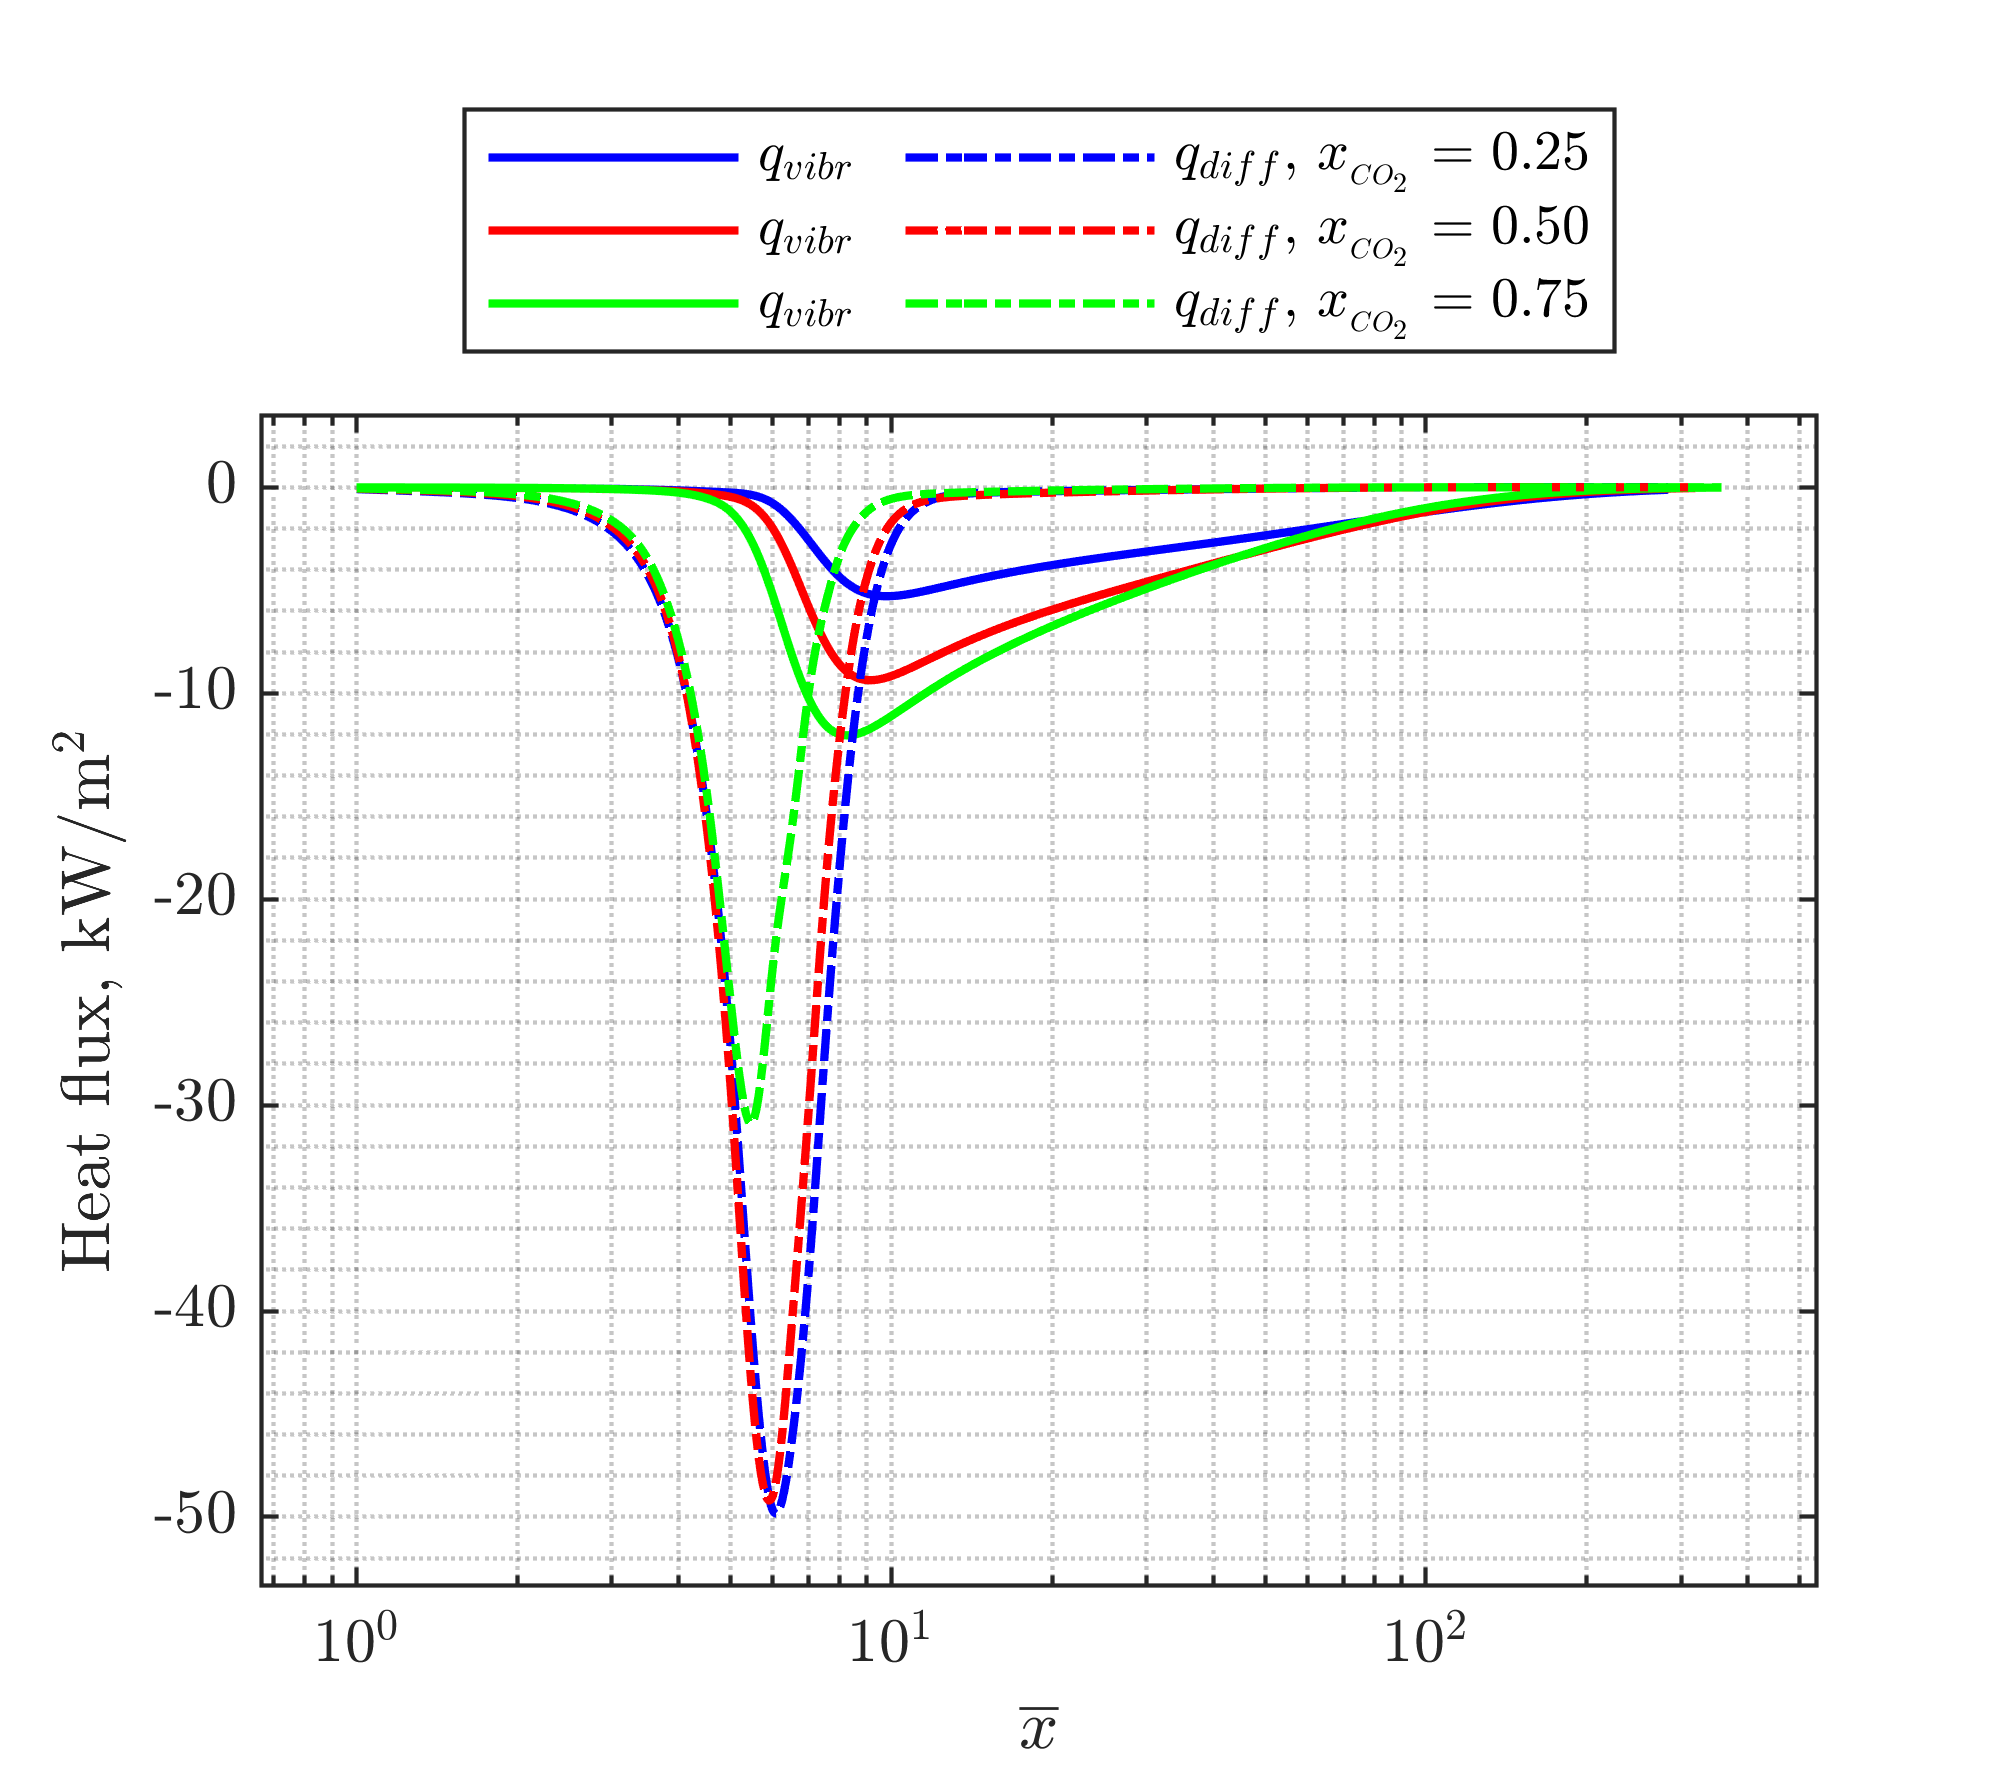 q_vibr q_diff, x_CO₂ = 0.25
q_vibr q_diff, x_CO₂ = 0.50
q_vibr q_diff, x_CO₂ = 0.75
Heat flux, kW/m²
0
-10
-20
-30
-40
-50
10⁰ 10¹ 10²
x̅